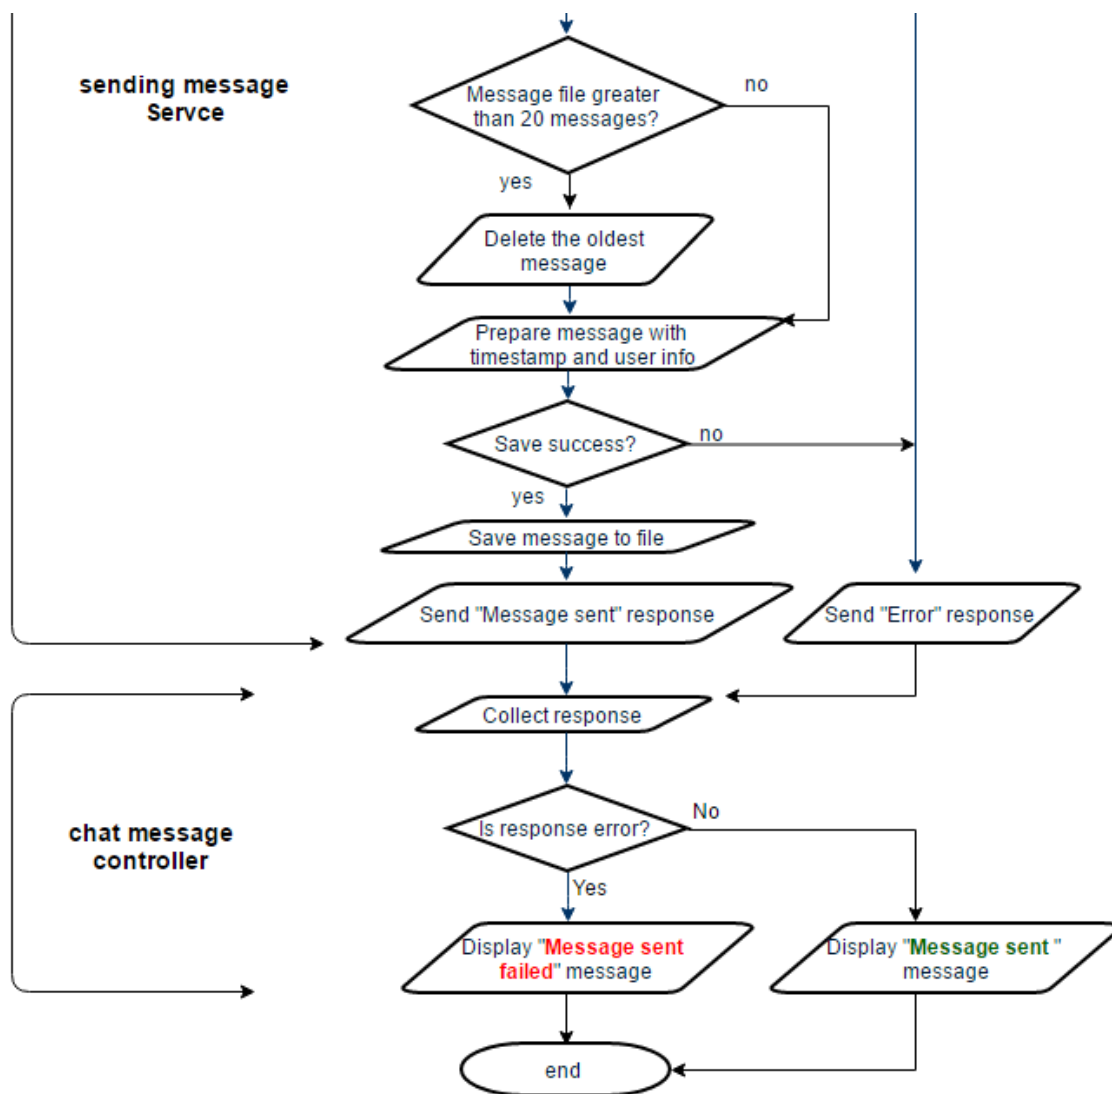 sending message
Servce
Message file greater
than 20 messages?
no
yes
Delete the oldest
message
Prepare message with
timestamp and user info
Save success?
no
yes
Save message to file
Send "Message sent" response
Send "Error" response
Collect response
chat message
controller
Is response error?
No
Yes
Display "Message sent
failed" message
Display "Message sent "
message
end